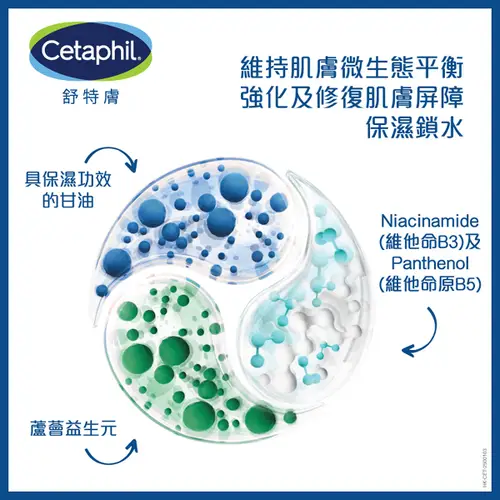 Cetaphil®
舒特膚
維持肌膚微生態平衡
強化及修復肌膚屏障
保濕鎖水
具保濕功效
的甘油
Niacinamide
(維他命B3)及
Panthenol
(維他命原B5)
蘆薈益生元